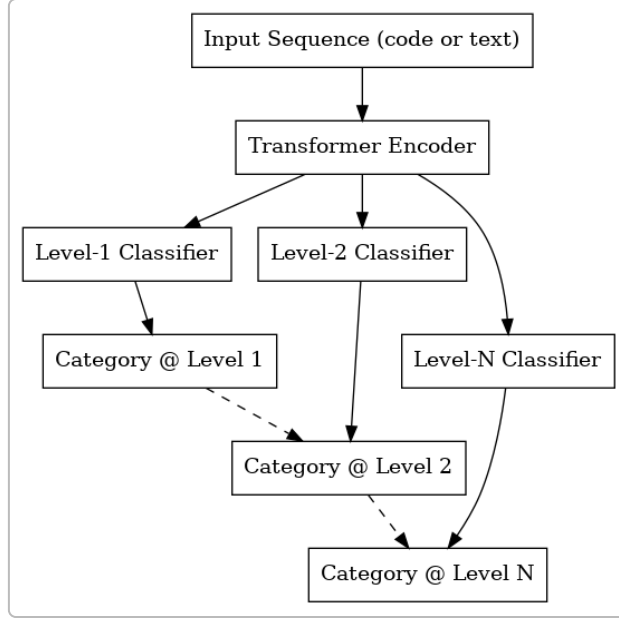 Input Sequence (code or text)
Transformer Encoder
Level-1 Classifier
Level-2 Classifier
Category @ Level 1
Level-N Classifier
Category @ Level 2
Category @ Level N